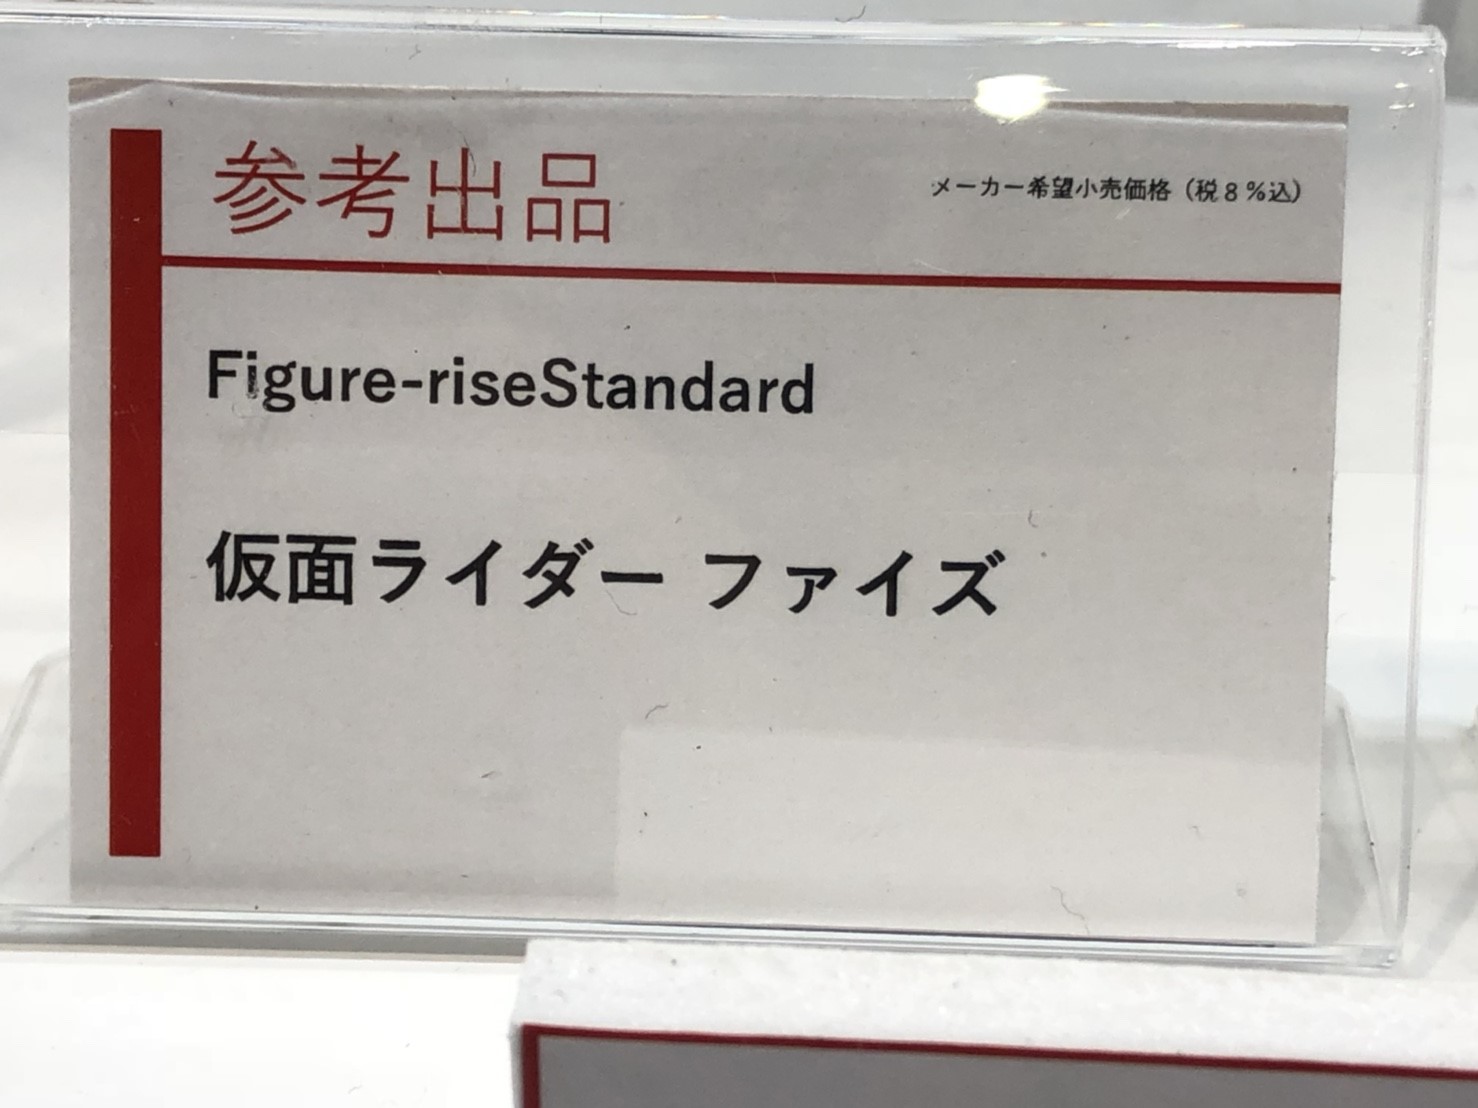 参考出品
メーカー希望小売価格（税8％込）
Figure-riseStandard
仮面ライダー ファイズ